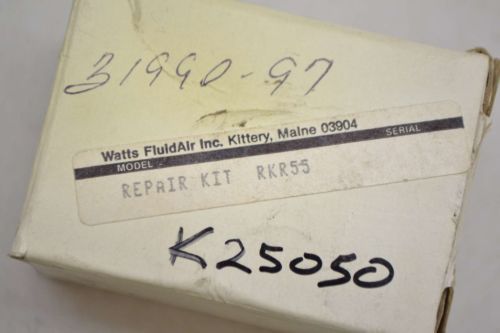 31990-97
Watts FluidAir Inc. Kittery, Maine 03904
MODEL SERIAL
REPAIR KIT RKR55
K25050